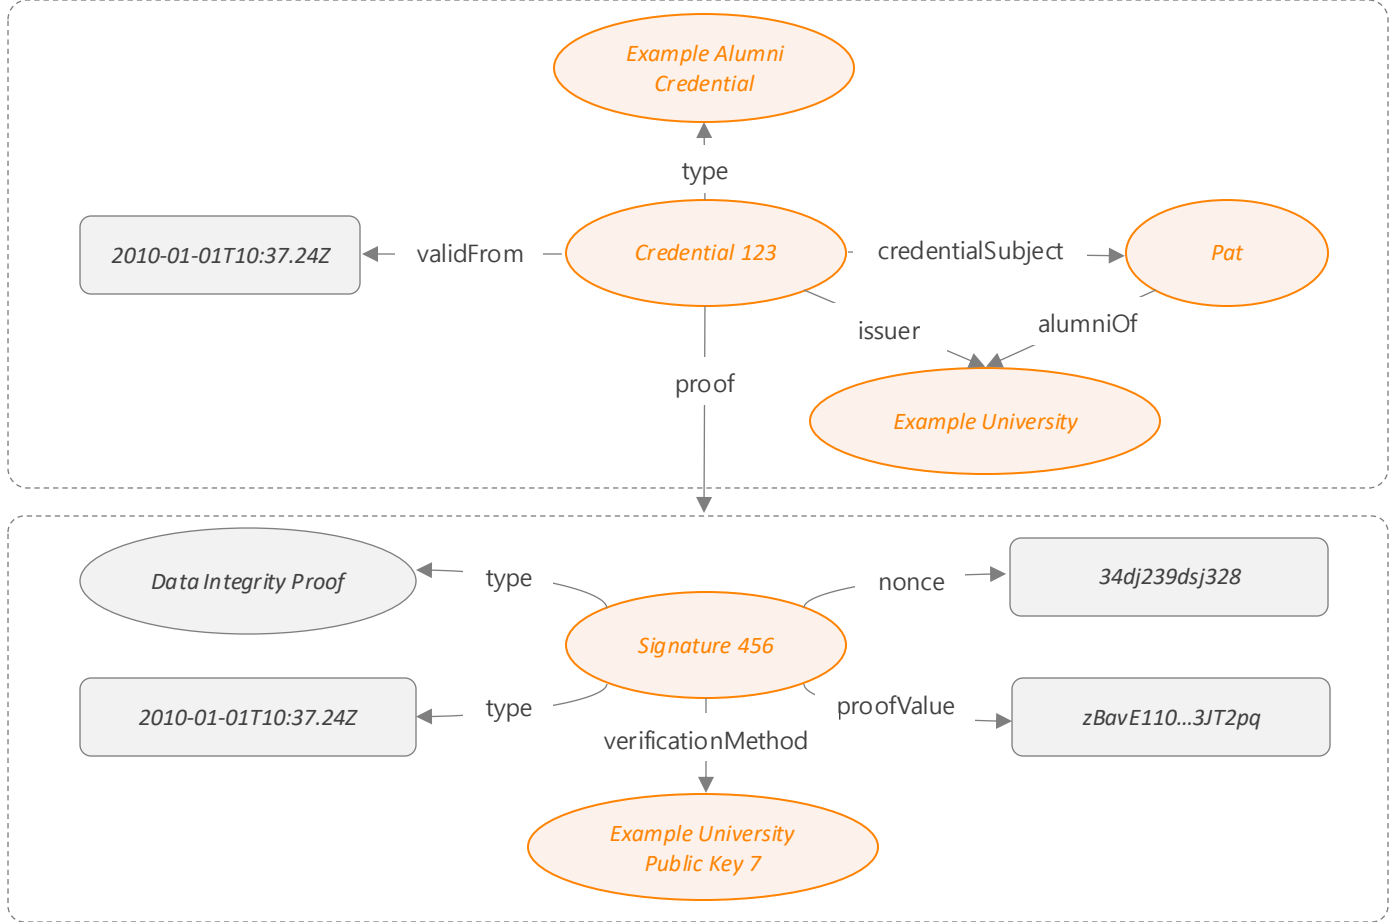 Example Alumni
Credential
type
2010-01-01T10:37.24Z
validFrom
Credential 123
credentialSubject
Pat
issuer
alumniOf
proof
Example University
Data Integrity Proof
type
nonce
34dj239dsj328
Signature 456
2010-01-01T10:37.24Z
type
proofValue
zBavE110...3JT2pq
verificationMethod
Example University
Public Key 7